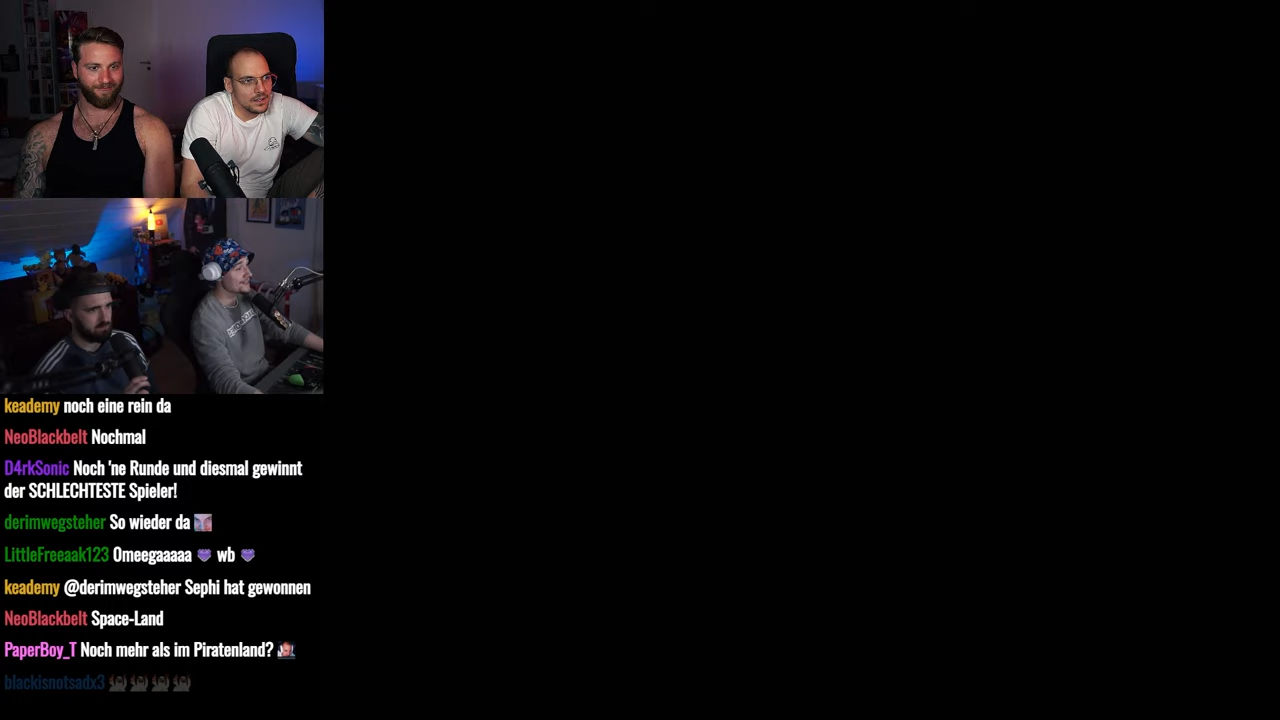 keademy noch eine rein da
NeoBlackbelt Nochmal
D4rkSonic Noch 'ne Runde und diesmal gewinnt
der SCHLECHTESTE Spieler!
derimwegsteher So wieder da
LittleFreeaak123 Omeegaaaaa wb
keademy @derimwegsteher Sephi hat gewonnen
NeoBlackbelt Space-Land
PaperBoy_T Noch mehr als im Piratenland?
blackisnotsadx3